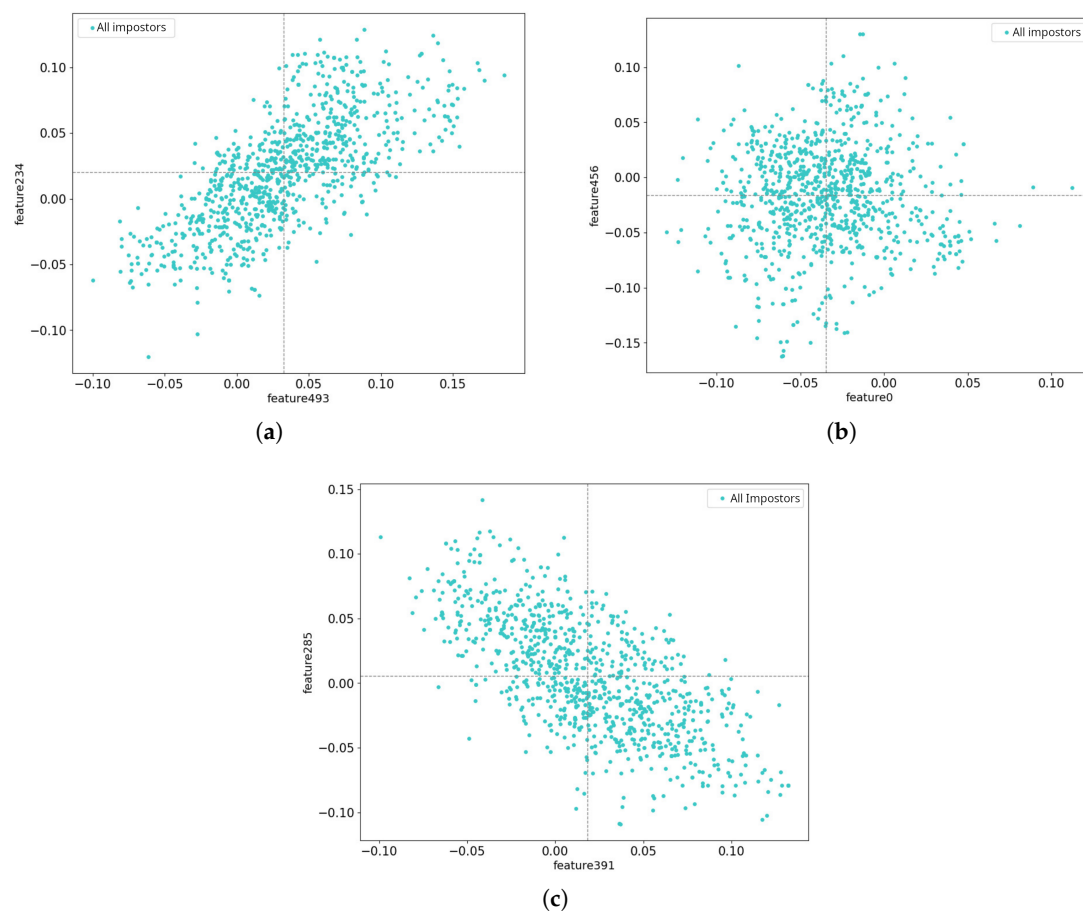 All impostors
0.10
0.05
0.00
−0.05
−0.10
feature234
−0.10 −0.05 0.00 0.05 0.10 0.15
feature493
(a)
All impostors
0.10
0.05
0.00
−0.05
−0.10
−0.15
feature456
−0.10 −0.05 0.00 0.05 0.10
feature0
(b)
All Impostors
0.15
0.10
0.05
0.00
−0.05
−0.10
feature285
−0.10 −0.05 0.00 0.05 0.10
feature391
(c)